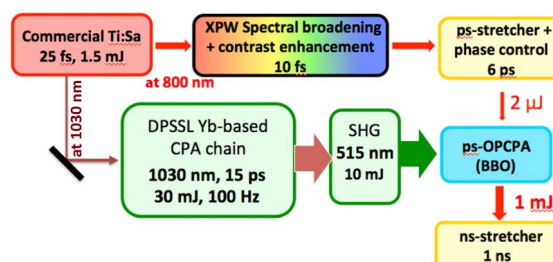 Commercial Ti:Sa
25 fs, 1.5 mJ
XPW Spectral broadening
+ contrast enhancement
10 fs
ps-stretcher +
phase control
6 ps
at 800 nm
at 1030 nm
2 µJ
DPSSL Yb-based
CPA chain
1030 nm, 15 ps
30 mJ, 100 Hz
SHG
515 nm
10 mJ
ps-OPCPA
(BBO)
1 mJ
ns-stretcher
1 ns